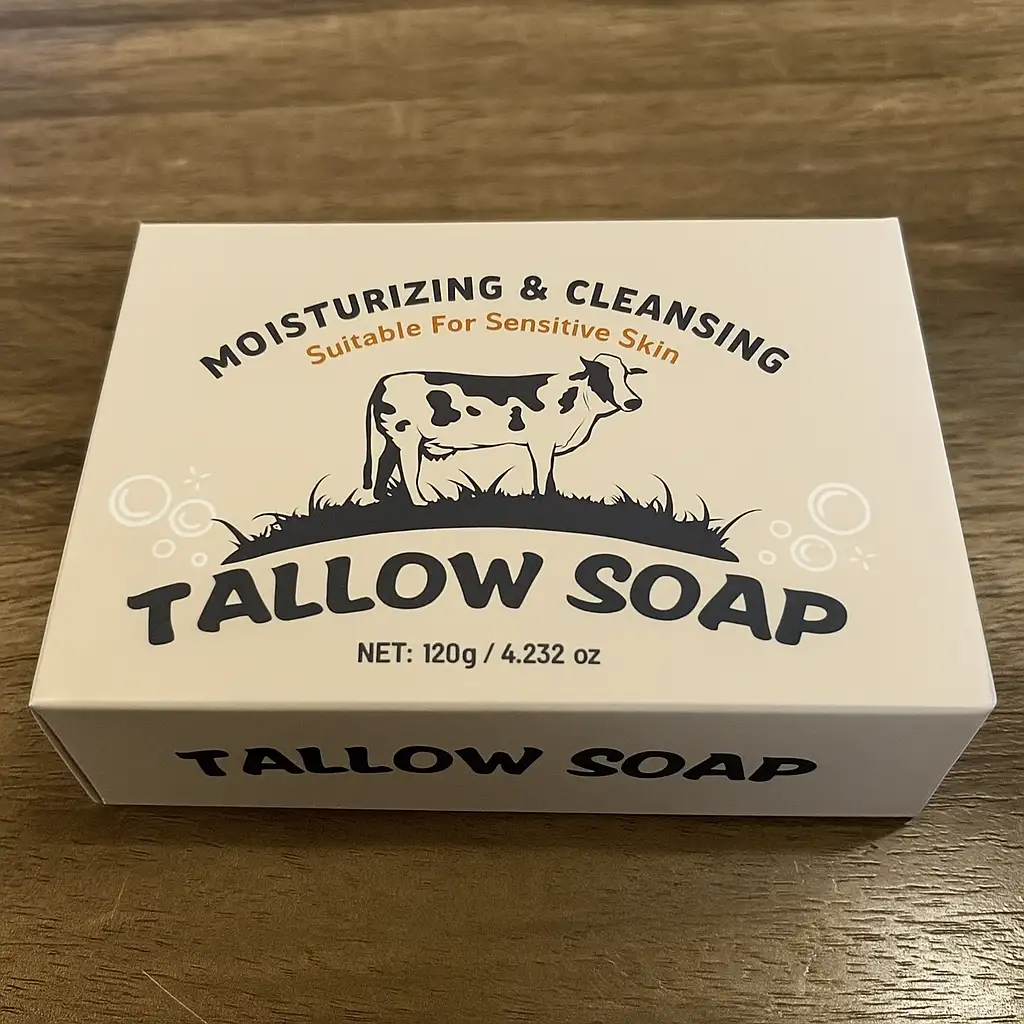 MOISTURIZING & CLEANSING
Suitable For Sensitive Skin
TALLOW SOAP
NET: 120g / 4.232 oz
TALLOW SOAP